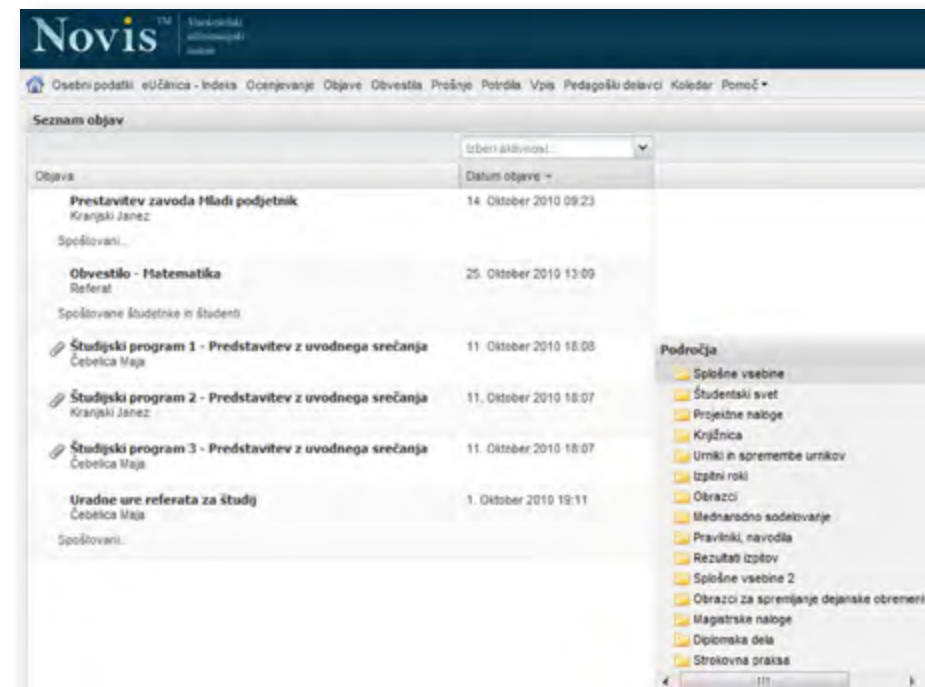 Novis™
Osebni podatki eUčilnica - Indeks Ocenjevanje Objave Obvestila Prošnje Potrdila Vpis Pedagoški delavci Koledar Pomoč
Seznam objav
Izberi aktivnost...
Objava Datum objave
Prestavitev zavoda Mladi podjetnik 14. Oktober 2010 09:23
Kranjski Janez
Spoštovani...
Obvestilo - Matematika 25. Oktober 2010 13:09
Referat
Spoštovane študetnke in študenti
Študijski program 1 - Predstavitev z uvodnega srečanja 11. Oktober 2010 18:08
Čebelica Maja
Študijski program 2 - Predstavitev z uvodnega srečanja 11. Oktober 2010 18:07
Kranjski Janez
Študijski program 3 - Predstavitev z uvodnega srečanja 11. Oktober 2010 18:07
Čebelica Maja
Uradne ure referata za študij 1. Oktober 2010 19:11
Čebelica Maja
Spoštovani...
Področja
Splošne vsebine
Študentski svet
Projektne naloge
Knjižnica
Urniki in spremembe urnikov
Izpitni roki
Obrazci
Mednarodno sodelovanje
Pravilniki, navodila
Rezultati izpitov
Splošne vsebine 2
Obrazci za spremljanje dejanske obremeni
Magistrske naloge
Diplomska dela
Strokovna praksa